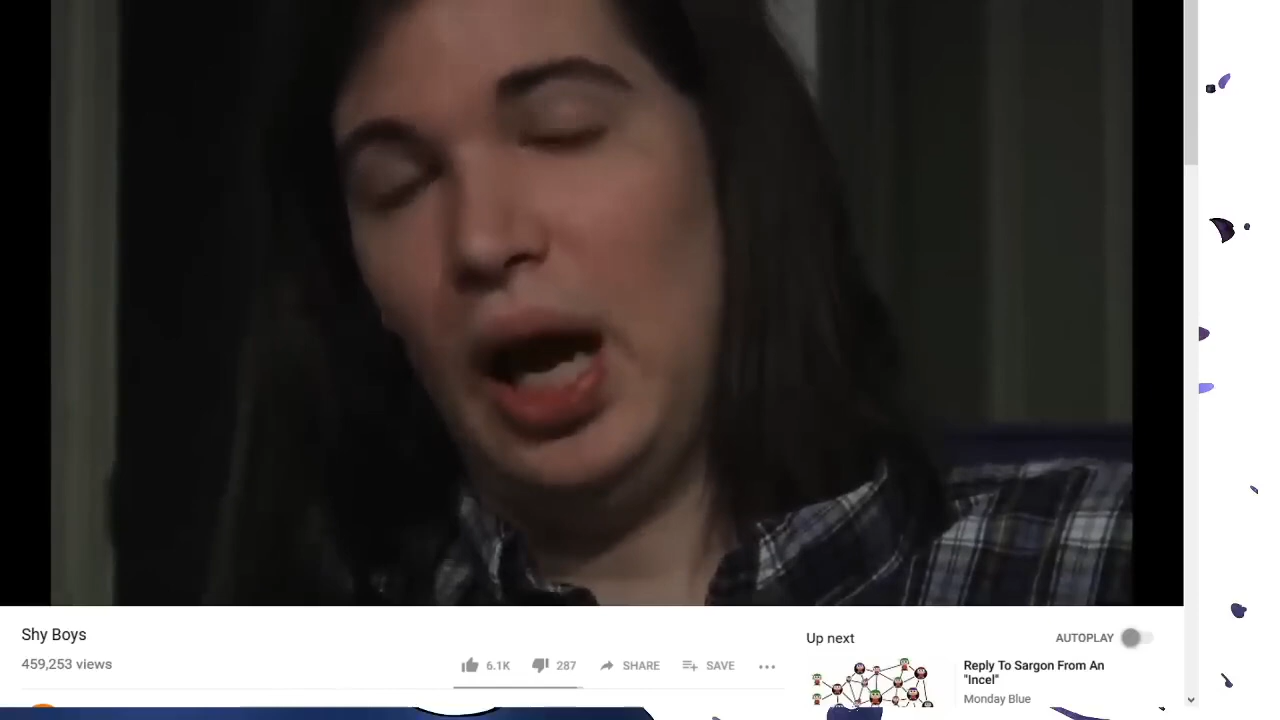 Shy Boys
459,253 views
6.1K
287
SHARE
SAVE
Up next
AUTOPLAY
Reply To Sargon From An
"Incel"
Monday Blue